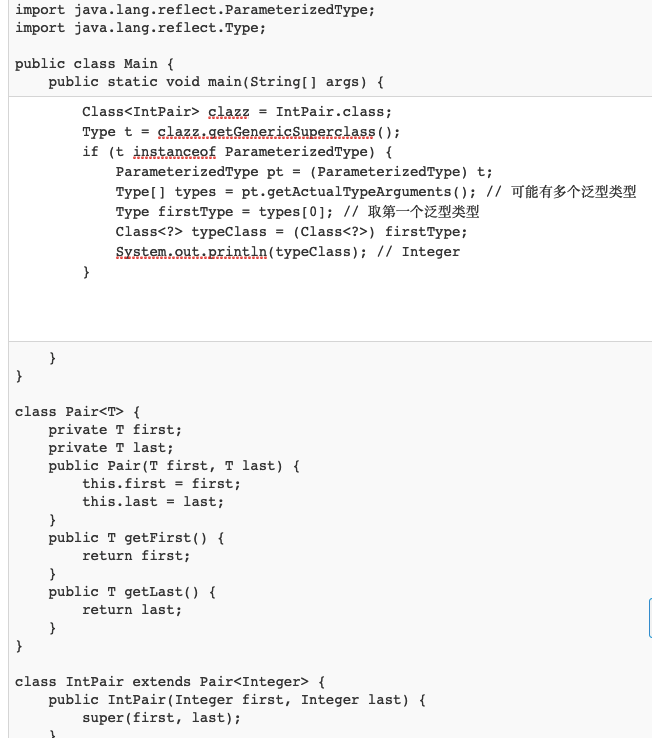 import java.lang.reflect.ParameterizedType;
import java.lang.reflect.Type;
public class Main {
    public static void main(String[] args) {
        Class<IntPair> clazz = IntPair.class;
        Type t = clazz.getGenericSuperclass();
        if (t instanceof ParameterizedType) {
            ParameterizedType pt = (ParameterizedType) t;
            Type[] types = pt.getActualTypeArguments(); // 可能有多个泛型类型
            Type firstType = types[0]; // 取第一个泛型类型
            Class<?> typeClass = (Class<?>) firstType;
            System.out.println(typeClass); // Integer
        }
    }
}
class Pair<T> {
    private T first;
    private T last;
    public Pair(T first, T last) {
        this.first = first;
        this.last = last;
    }
    public T getFirst() {
        return first;
    }
    public T getLast() {
        return last;
    }
}
class IntPair extends Pair<Integer> {
    public IntPair(Integer first, Integer last) {
        super(first, last);
    }